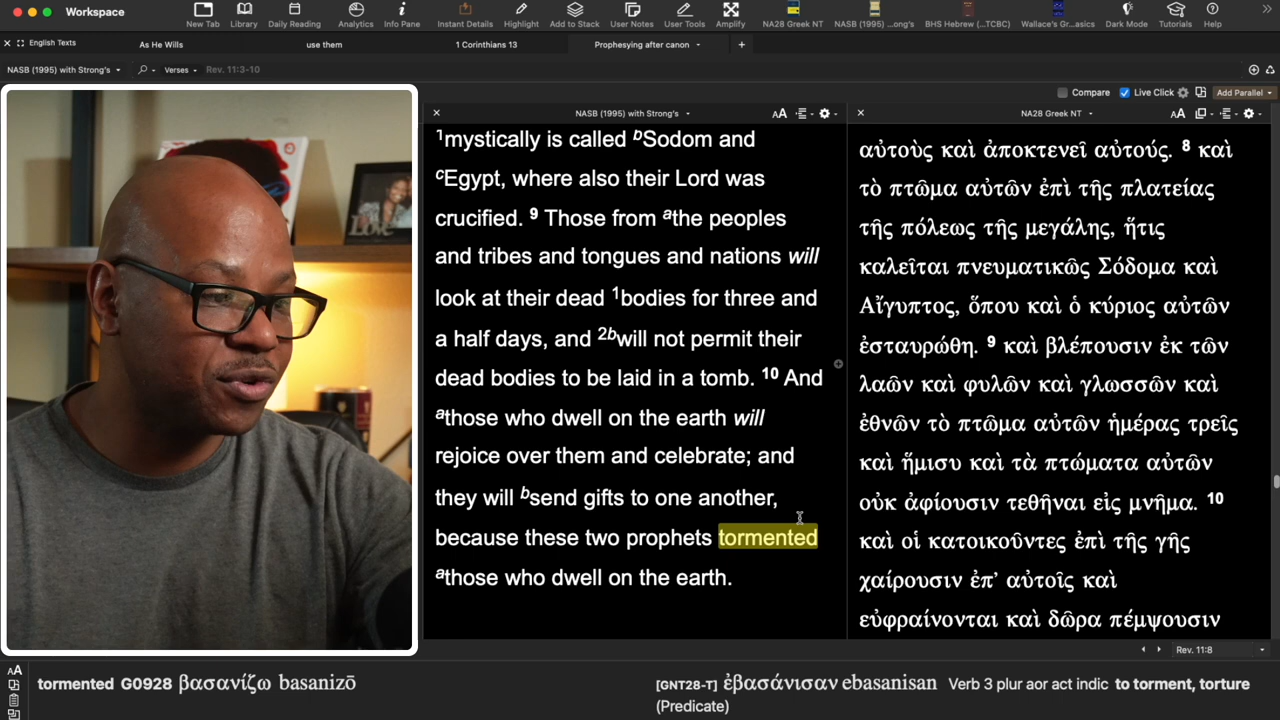 Workspace
New Tab
Library
Daily Reading
Analytics
Info Pane
Instant Details
Highlight
Add to Stack
User Notes
User Tools
Amplify
NA28 Greek NT
NASB (1995) ...ong's
BHS Hebrew (...TCBC)
Wallace's Gr...asics
Dark Mode
Tutorials
Help
English Texts
As He Wills
use them
1 Corinthians 13
Prophesying after canon
NASB (1995) with Strong's
Verses
Rev. 11:3-10
Compare
Live Click
Add Parallel
NASB (1995) with Strong's
1mystically is called bSodom and
cEgypt, where also their Lord was
crucified. 9 Those from athe peoples
and tribes and tongues and nations will
look at their dead 1bodies for three and
a half days, and 2bwill not permit their
dead bodies to be laid in a tomb. 10 And
athose who dwell on the earth will
rejoice over them and celebrate; and
they will bsend gifts to one another,
because these two prophets tormented
athose who dwell on the earth.
NA28 Greek NT
αὐτοὺς καὶ ἀποκτενεῖ αὐτούς. 8 καὶ
τὸ πτῶμα αὐτῶν ἐπὶ τῆς πλατείας
τῆς πόλεως τῆς μεγάλης, ἥτις
καλεῖται πνευματικῶς Σόδομα καὶ
Αἴγυπτος, ὅπου καὶ ὁ κύριος αὐτῶν
ἐσταυρώθη. 9 καὶ βλέπουσιν ἐκ τῶν
λαῶν καὶ φυλῶν καὶ γλωσσῶν καὶ
ἐθνῶν τὸ πτῶμα αὐτῶν ἡμέρας τρεῖς
καὶ ἥμισυ καὶ τὰ πτώματα αὐτῶν
οὐκ ἀφίουσιν τεθῆναι εἰς μνῆμα. 10
καὶ οἱ κατοικοῦντες ἐπὶ τῆς γῆς
χαίρουσιν ἐπ’ αὐτοῖς καὶ
εὐφραίνονται καὶ δῶρα πέμψουσιν
Rev. 11:8
LOVE
tormented G0928 βασανίζω basanizō
[GNT28-T] ἐβασάνισαν ebasanisan Verb 3 plur aor act indic to torment, torture
(Predicate)